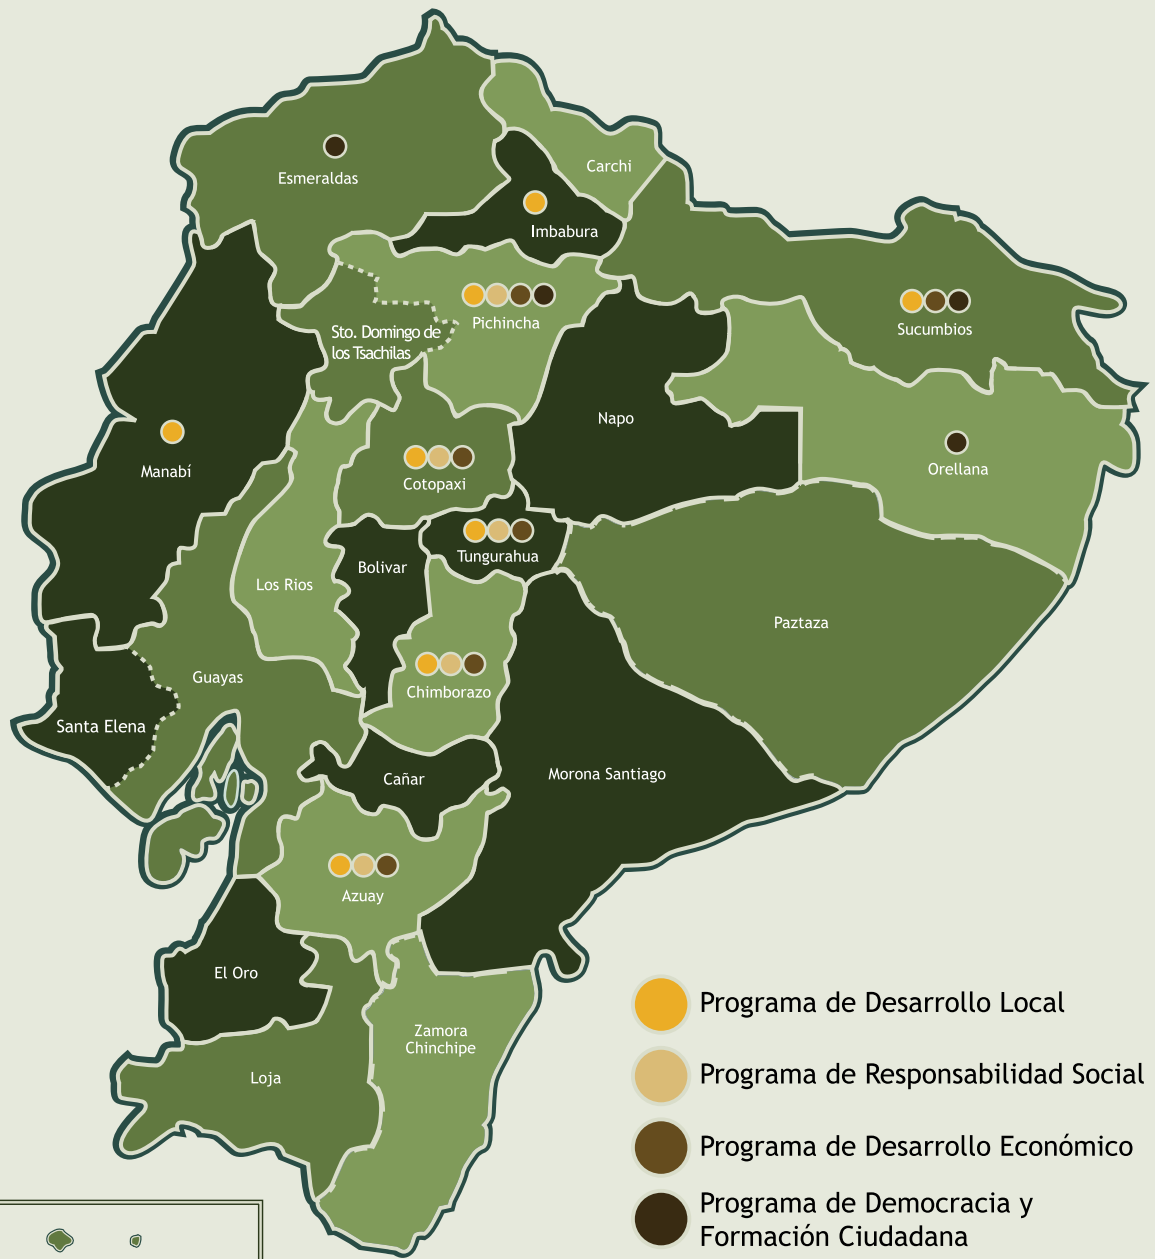 Carchi
Esmeraldas
Imbabura
Pichincha
Sucumbios
Sto. Domingo de
los Tsachilas
Napo
Manabí
Cotopaxi
Orellana
Tungurahua
Bolivar
Los Rios
Paztaza
Guayas
Chimborazo
Santa Elena
Cañar
Morona Santiago
Azuay
El Oro
Zamora
Chinchipe
Loja
Programa de Desarrollo Local
Programa de Responsabilidad Social
Programa de Desarrollo Económico
Programa de Democracia y
Formación Ciudadana